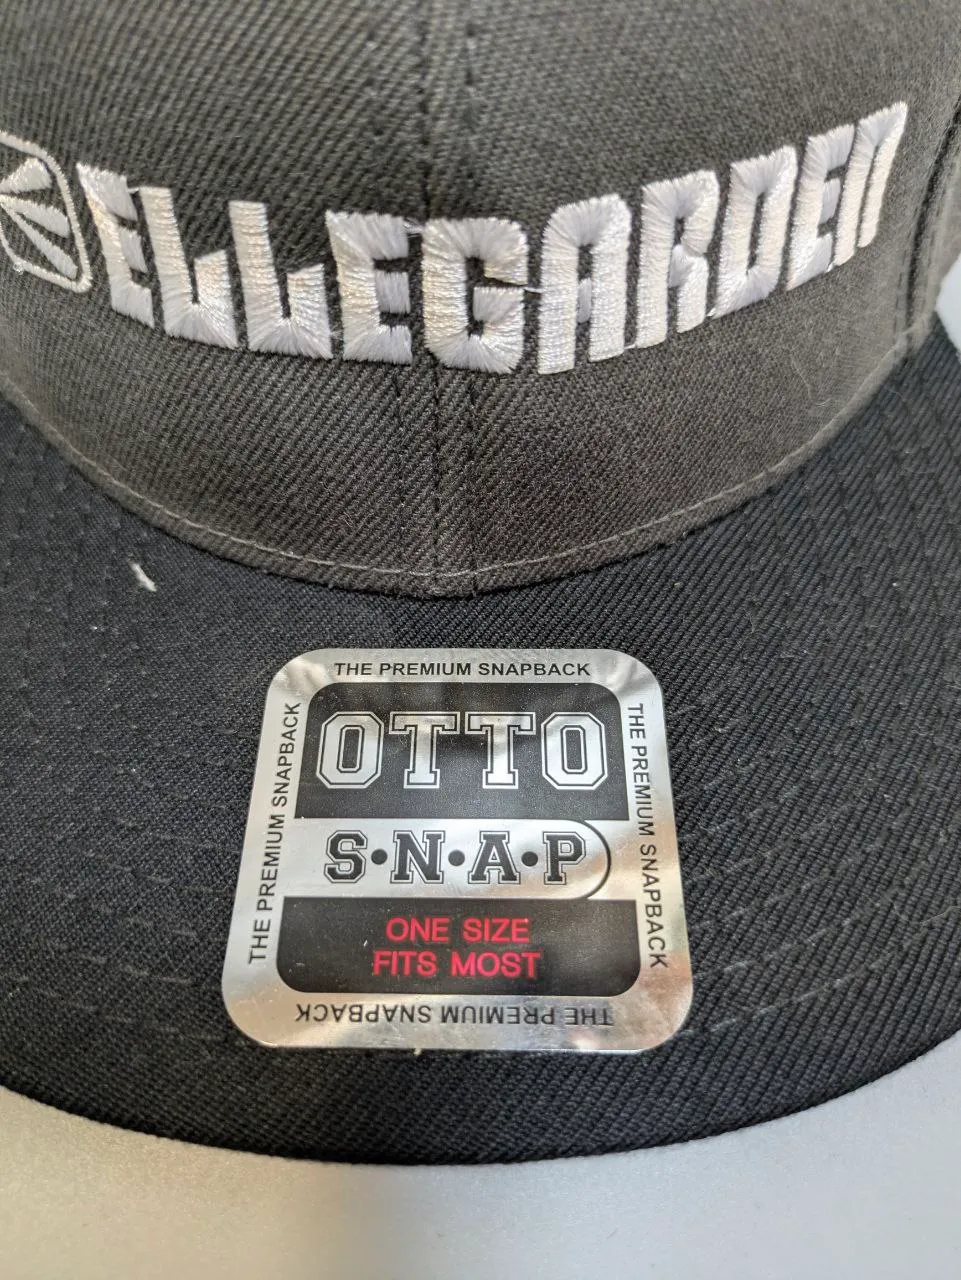 ELLEGARDEN
THE PREMIUM SNAPBACK
THE PREMIUM SNAPBACK
THE PREMIUM SNAPBACK
OTTO
S•N•A•P
ONE SIZE
FITS MOST
THE PREMIUM SNAPBACK